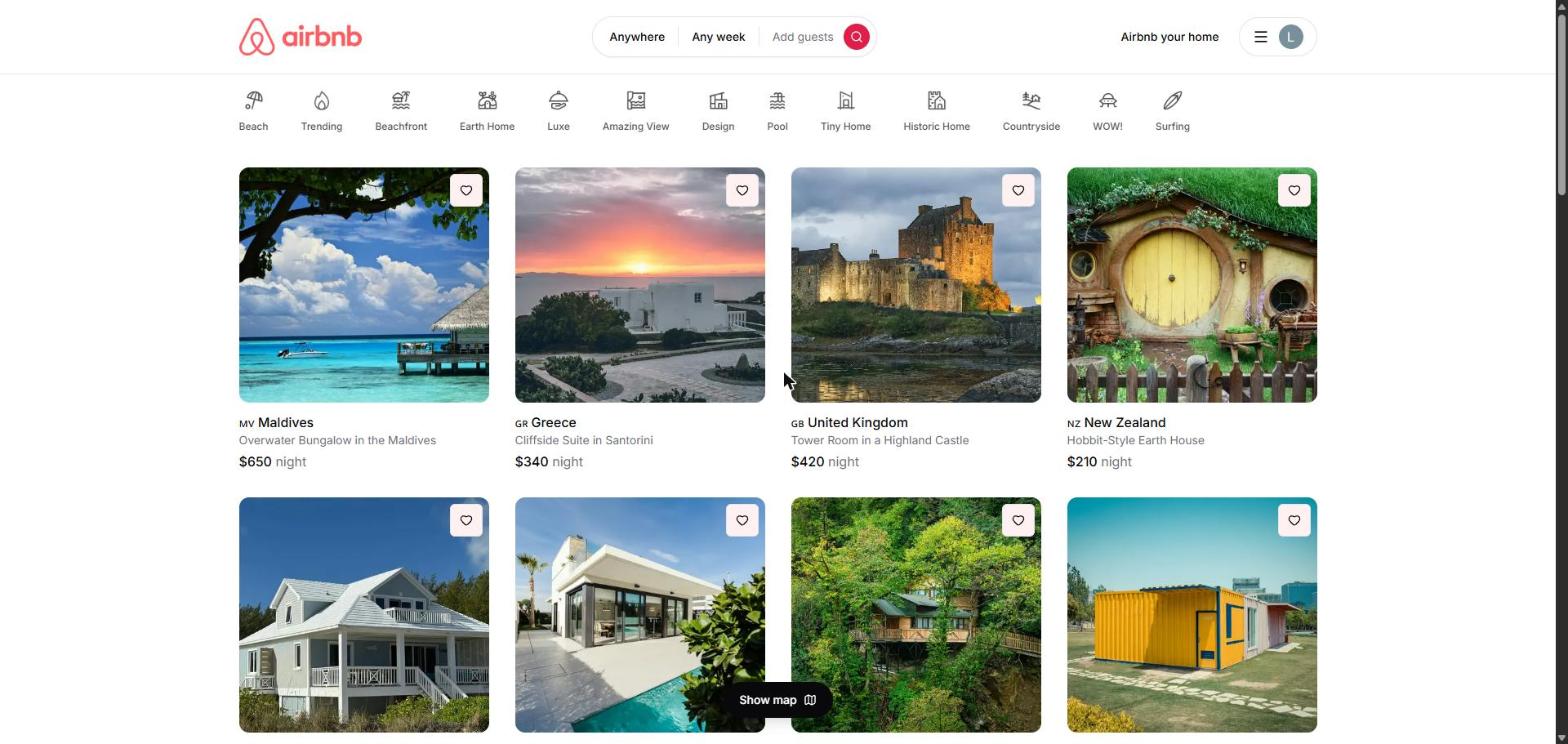 airbnb
Anywhere Any week Add guests
Airbnb your home
L
Beach Trending Beachfront Earth Home Luxe Amazing View Design Pool Tiny Home Historic Home Countryside WOW! Surfing
MV Maldives
Overwater Bungalow in the Maldives
$650 night
GR Greece
Cliffside Suite in Santorini
$340 night
GB United Kingdom
Tower Room in a Highland Castle
$420 night
NZ New Zealand
Hobbit-Style Earth House
$210 night
Show map